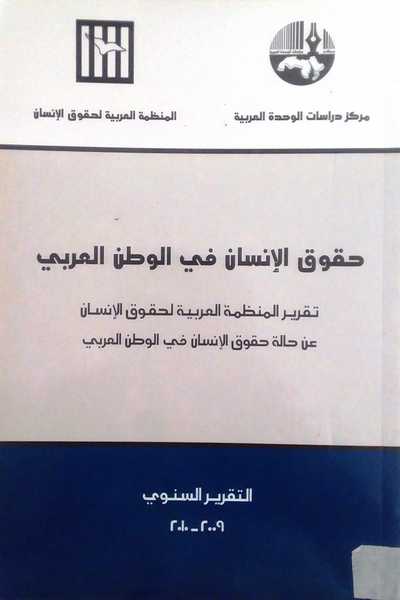 مركز دراسات الوحدة العربية
المنظمة العربية لحقوق الإنسان
حقوق الإنسان في الوطن العربي
تقرير المنظمة العربية لحقوق الإنسان
عن حالة حقوق الإنسان في الوطن العربي
التقرير السنوي
٢٠٠٩-٢٠١٠